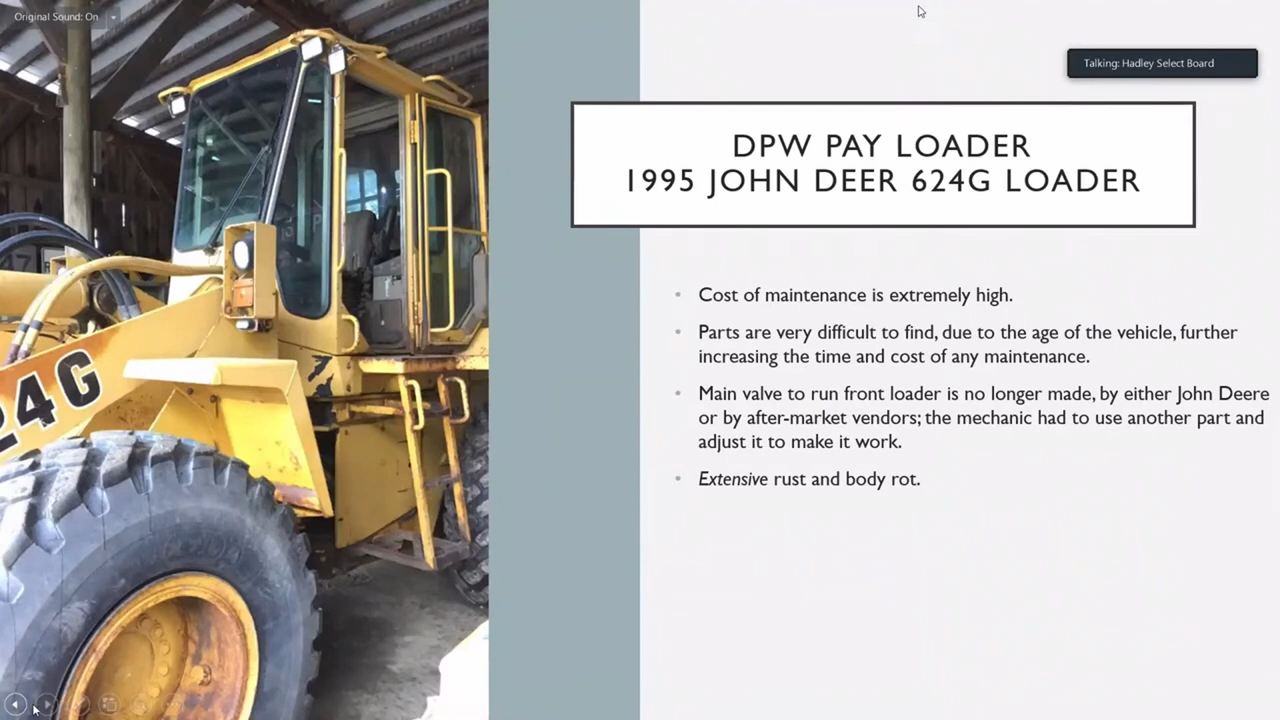 Original Sound: On
Talking: Hadley Select Board
DPW PAY LOADER
1995 JOHN DEER 624G LOADER
Cost of maintenance is extremely high.
Parts are very difficult to find, due to the age of the vehicle, further
increasing the time and cost of any maintenance.
Main valve to run front loader is no longer made, by either John Deere
or by after-market vendors; the mechanic had to use another part and
adjust it to make it work.
Extensive rust and body rot.
24G